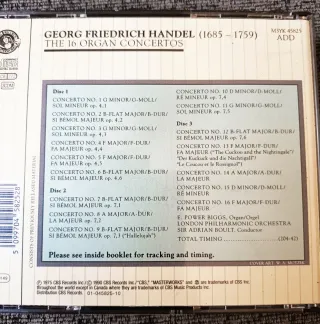 GEORG FRIEDRICH HANDEL (1685 - 1759)
THE 16 ORGAN CONCERTOS
M3YK 45825
ADD
Disc 1
CONCERTO NO. 1 G MINOR/G-MOLL/
SOL MINEUR op. 4,1
CONCERTO NO. 2 B-FLAT MAJOR/B-DUR/
SI BÉMOL MAJEUR op. 4,2
CONCERTO NO. 3 G MINOR/G-MOLL/
SOL MINEUR op. 4,3
CONCERTO NO. 4 F MAJOR/F-DUR/
FA MAJEUR op. 4,4
CONCERTO NO. 5 F MAJOR/F-DUR/
FA MAJEUR op. 4,5
CONCERTO NO. 6 B-FLAT MAJOR/B-DUR/
SI BÉMOL MAJEUR op. 4,6
Disc 2
CONCERTO NO. 7 B-FLAT MAJOR/B-DUR/
SI BÉMOL MAJEUR op. 7,1
CONCERTO NO. 8 A MAJOR/A-DUR/
LA MAJEUR op. 7,2
CONCERTO NO. 9 B-FLAT MAJOR/B-DUR/
SI BÉMOL MAJEUR op. 7,3 ("Hallelujah")
CONCERTO NO. 10 D MINOR/D-MOLL/
RÉ MINEUR op. 7,4
CONCERTO NO. 11 G MINOR/G-MOLL/
SOL MINEUR op. 7,5
Disc 3
CONCERTO NO. 12 B-FLAT MAJOR/B-DUR/
SI BÉMOL MAJEUR op. 7,6
CONCERTO NO. 13 F MAJOR/F-DUR/
FA MAJEUR ("The Cuckoo and the Nightingale")
"Der Kuckuck und die Nachtigall")
"Le Coucou et le Rossignol")
CONCERTO NO. 14 A MAJOR/A-DUR/
LA MAJEUR
CONCERTO NO. 15 D MINOR/D-MOLL/
RÉ MINEUR
CONCERTO NO. 16 F MAJOR/F-DUR/
FA MAJEUR
E. POWER BIGGS, Organ/Orgel
LONDON PHILHARMONIC ORCHESTRA
SIR ADRIAN BOULT, Conductor
TOTAL TIMING
Please see inside booklet for tracking and timing.
5 099704 582528